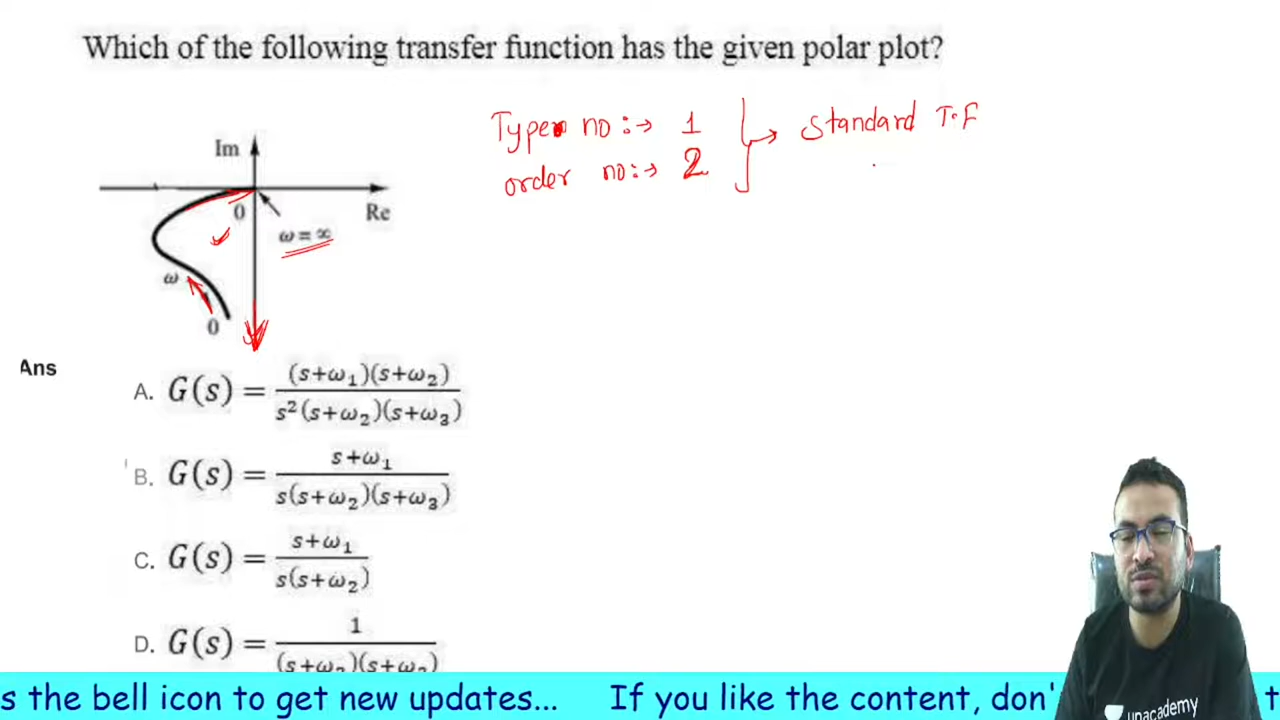 Which of the following transfer function has the given polar plot?
Type no :→ 1
order no :→ 2
→ Standard T.F
Im
0
Re
ω = ∞
ω
0
Ans
A. G(s) = (s+ω₁)(s+ω₂) / s²(s+ω₂)(s+ω₃)
B. G(s) = s+ω₁ / s(s+ω₂)(s+ω₃)
C. G(s) = s+ω₁ / s(s+ω₂)
D. G(s) = 1 / (s+ω₂)(s+ω₂)
s the bell icon to get new updates... If you like the content, don'
unacademy